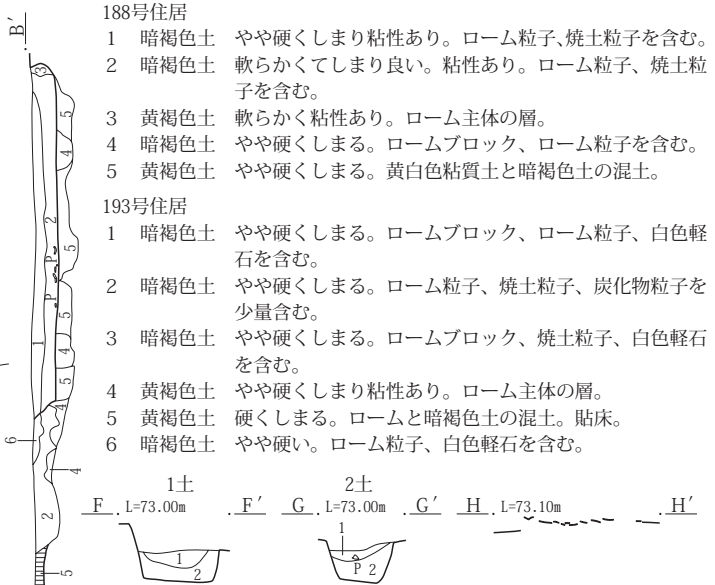 B′
188号住居
1 暗褐色土 やや硬くしまり粘性あり。ローム粒子、焼土粒子を含む。
2 暗褐色土 軟らかくてしまり良い。粘性あり。ローム粒子、焼土粒
子を含む。
3 黄褐色土 軟らかく粘性あり。ローム主体の層。
4 暗褐色土 やや硬くしまる。ロームブロック、ローム粒子を含む。
5 黄褐色土 やや硬くしまる。黄白色粘質土と暗褐色土の混土。
193号住居
1 暗褐色土 やや硬くしまる。ロームブロック、ローム粒子、白色軽
石を含む。
2 暗褐色土 やや硬くしまる。ローム粒子、焼土粒子、炭化物粒子を
少量含む。
3 暗褐色土 やや硬くしまる。ロームブロック、焼土粒子、白色軽石
を含む。
4 黄褐色土 やや硬くしまり粘性あり。ローム主体の層。
5 黄褐色土 硬くしまる。ロームと暗褐色土の混土。貼床。
6 暗褐色土 やや硬い。ローム粒子、白色軽石を含む。
3
5
4
2
5
P
P
5
1
4
5
4
6
4
2
5
1土 2土
F L=73.00m F′ G L=73.00m G′ H L=73.10m H′
1
2
1
P 2